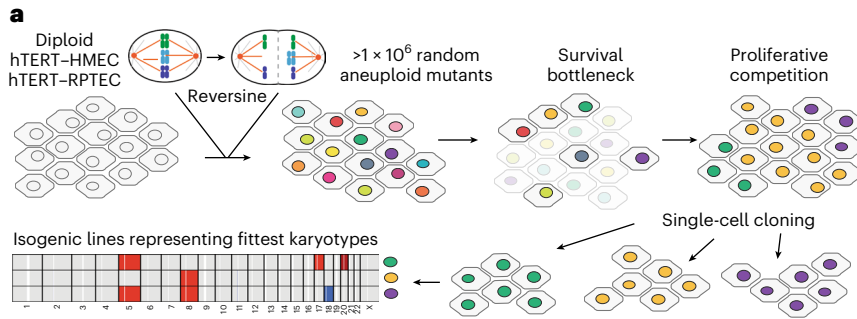 a
Diploid
hTERT–HMEC
hTERT–RPTEC
Reversine
>1 × 10⁶ random
aneuploid mutants
Survival
bottleneck
Proliferative
competition
Single-cell cloning
Isogenic lines representing fittest karyotypes
1 2 3 4 5 6 7 8 9 10 11 12 13 14 15 16 17 18 19 20 21 22 X